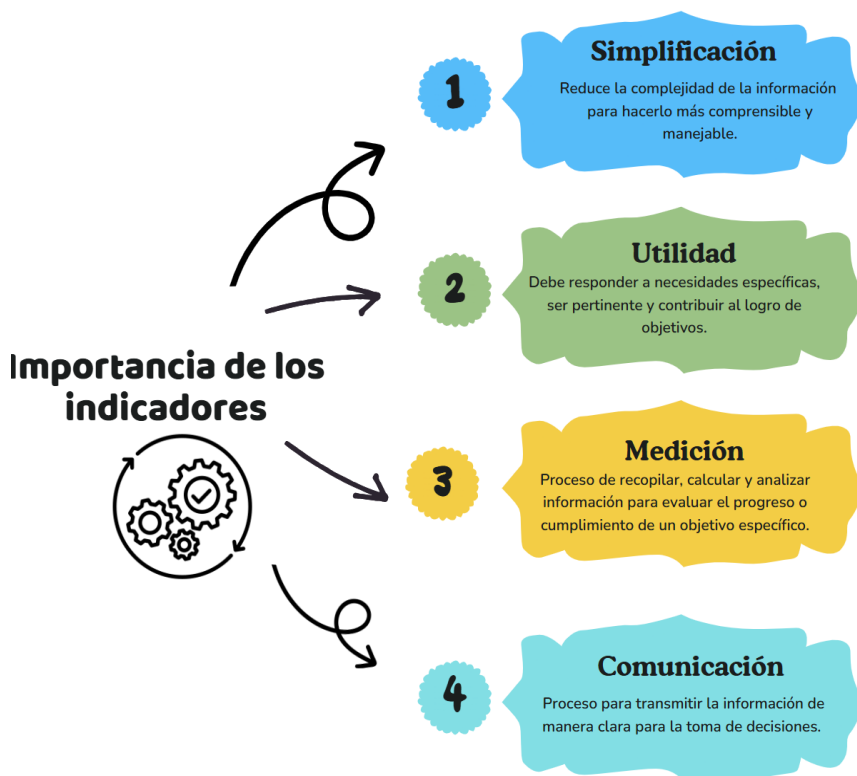 Importancia de los
indicadores
1
Simplificación
Reduce la complejidad de la información
para hacerlo más comprensible y
manejable.
2
Utilidad
Debe responder a necesidades específicas,
ser pertinente y contribuir al logro de
objetivos.
3
Medición
Proceso de recopilar, calcular y analizar
información para evaluar el progreso o
cumplimiento de un objetivo específico.
4
Comunicación
Proceso para transmitir la información de
manera clara para la toma de decisiones.